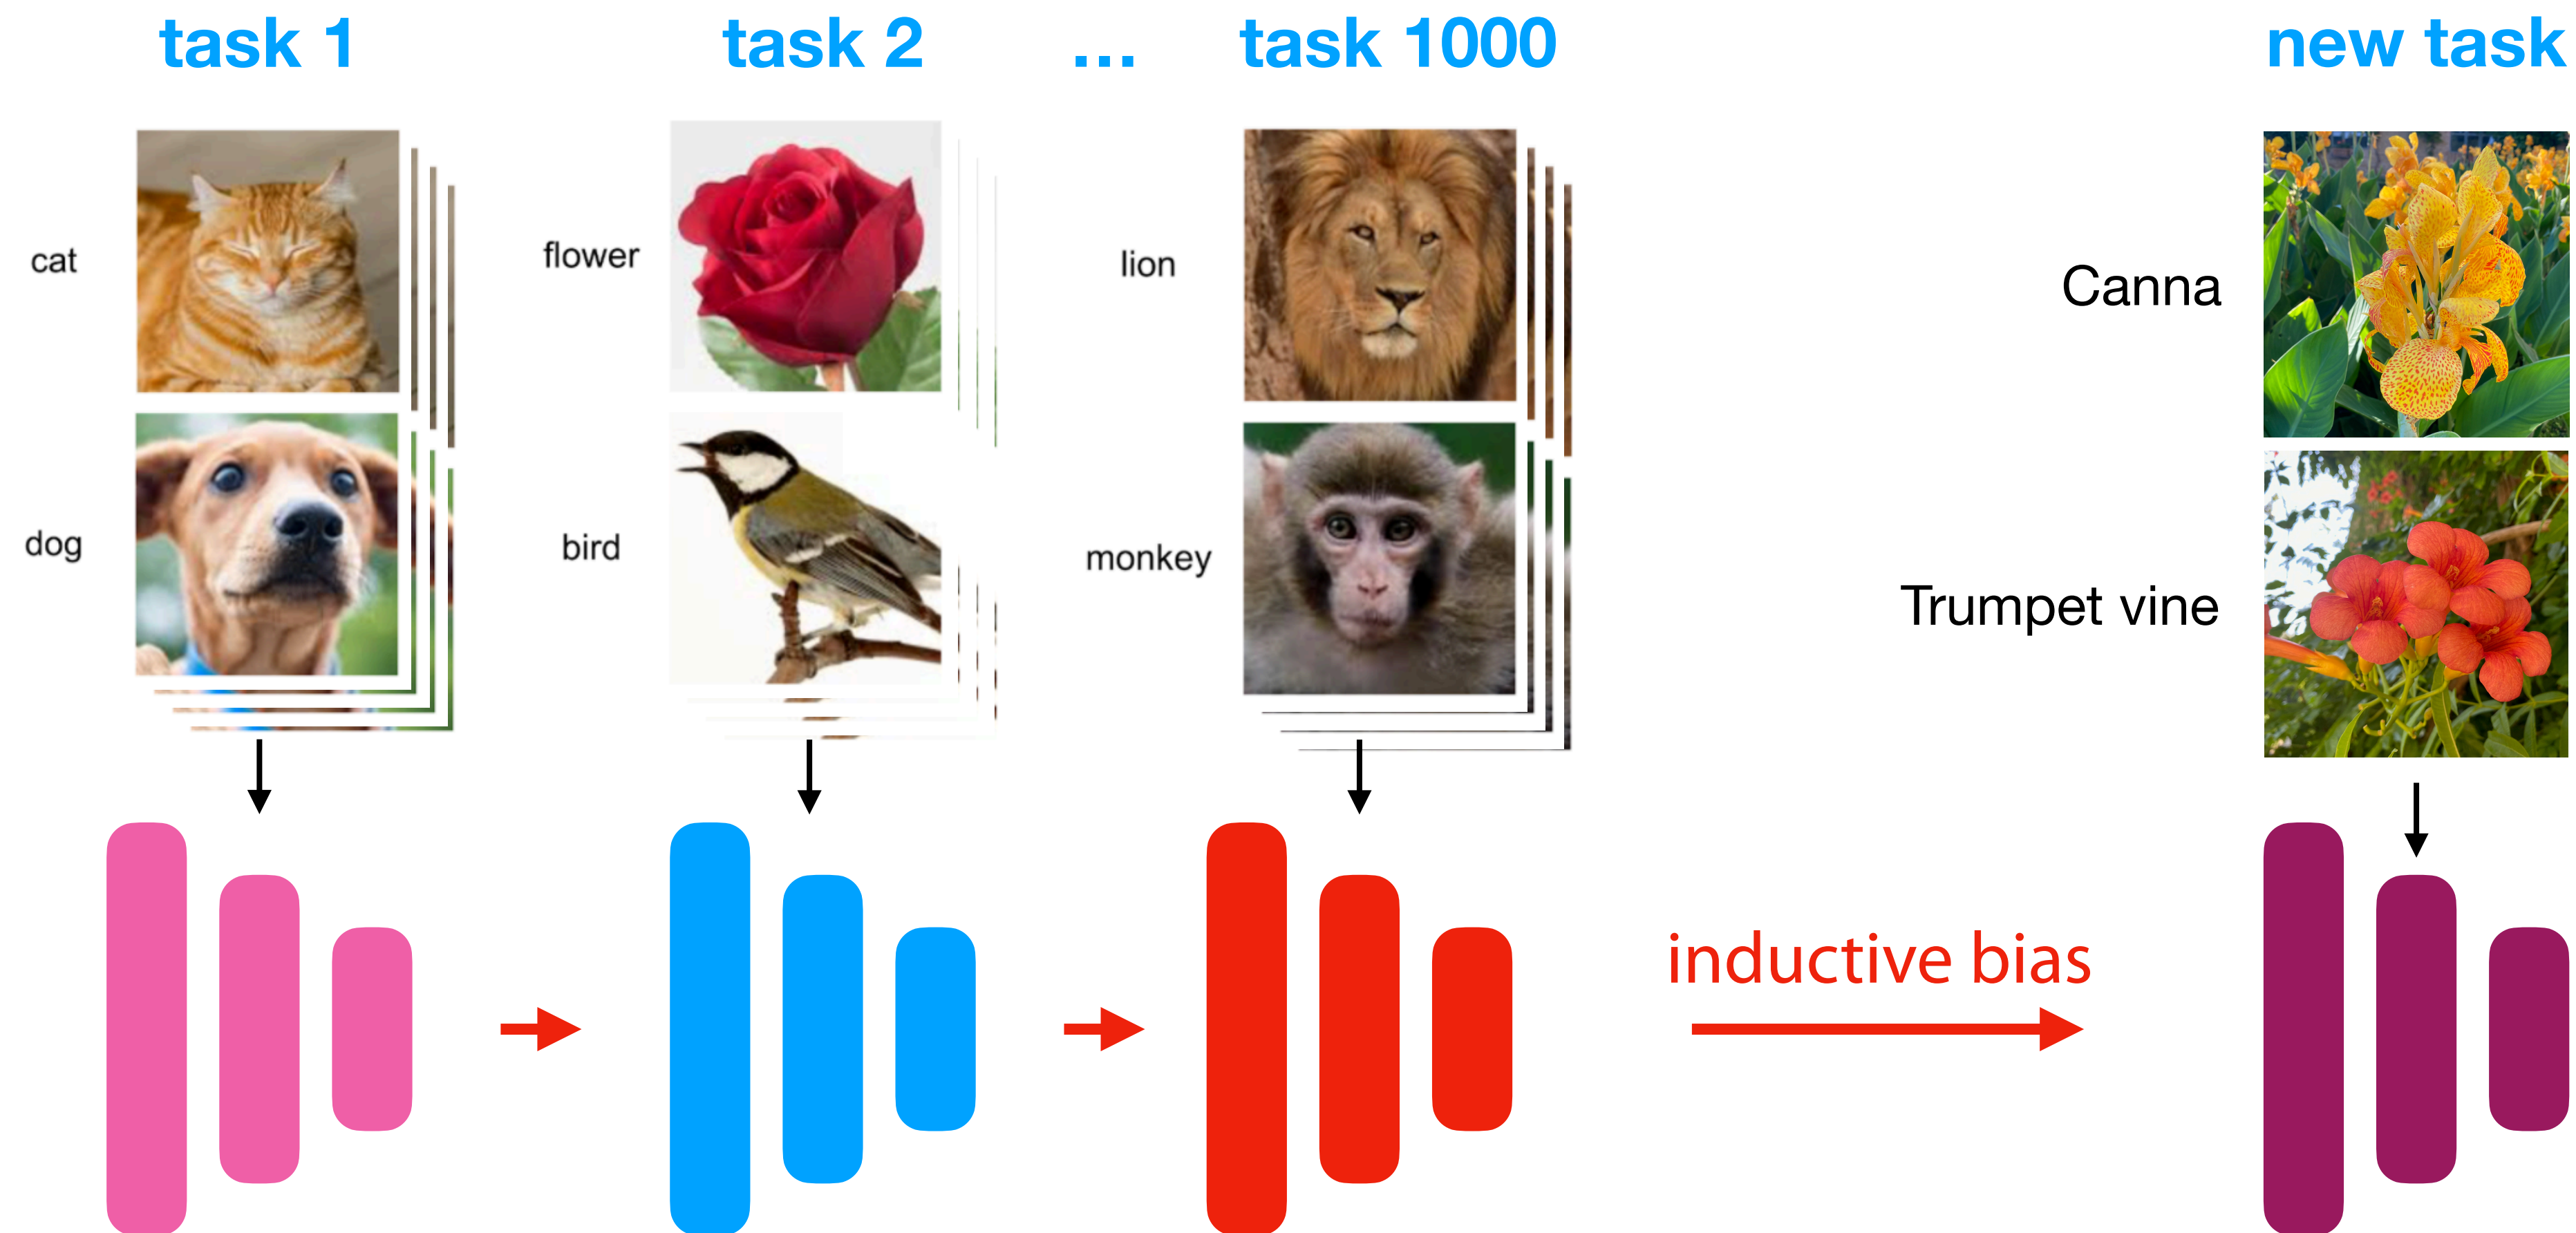 task 1
task 2
...
task 1000
new task
cat
flower
lion
Canna
dog
bird
monkey
Trumpet vine
inductive bias